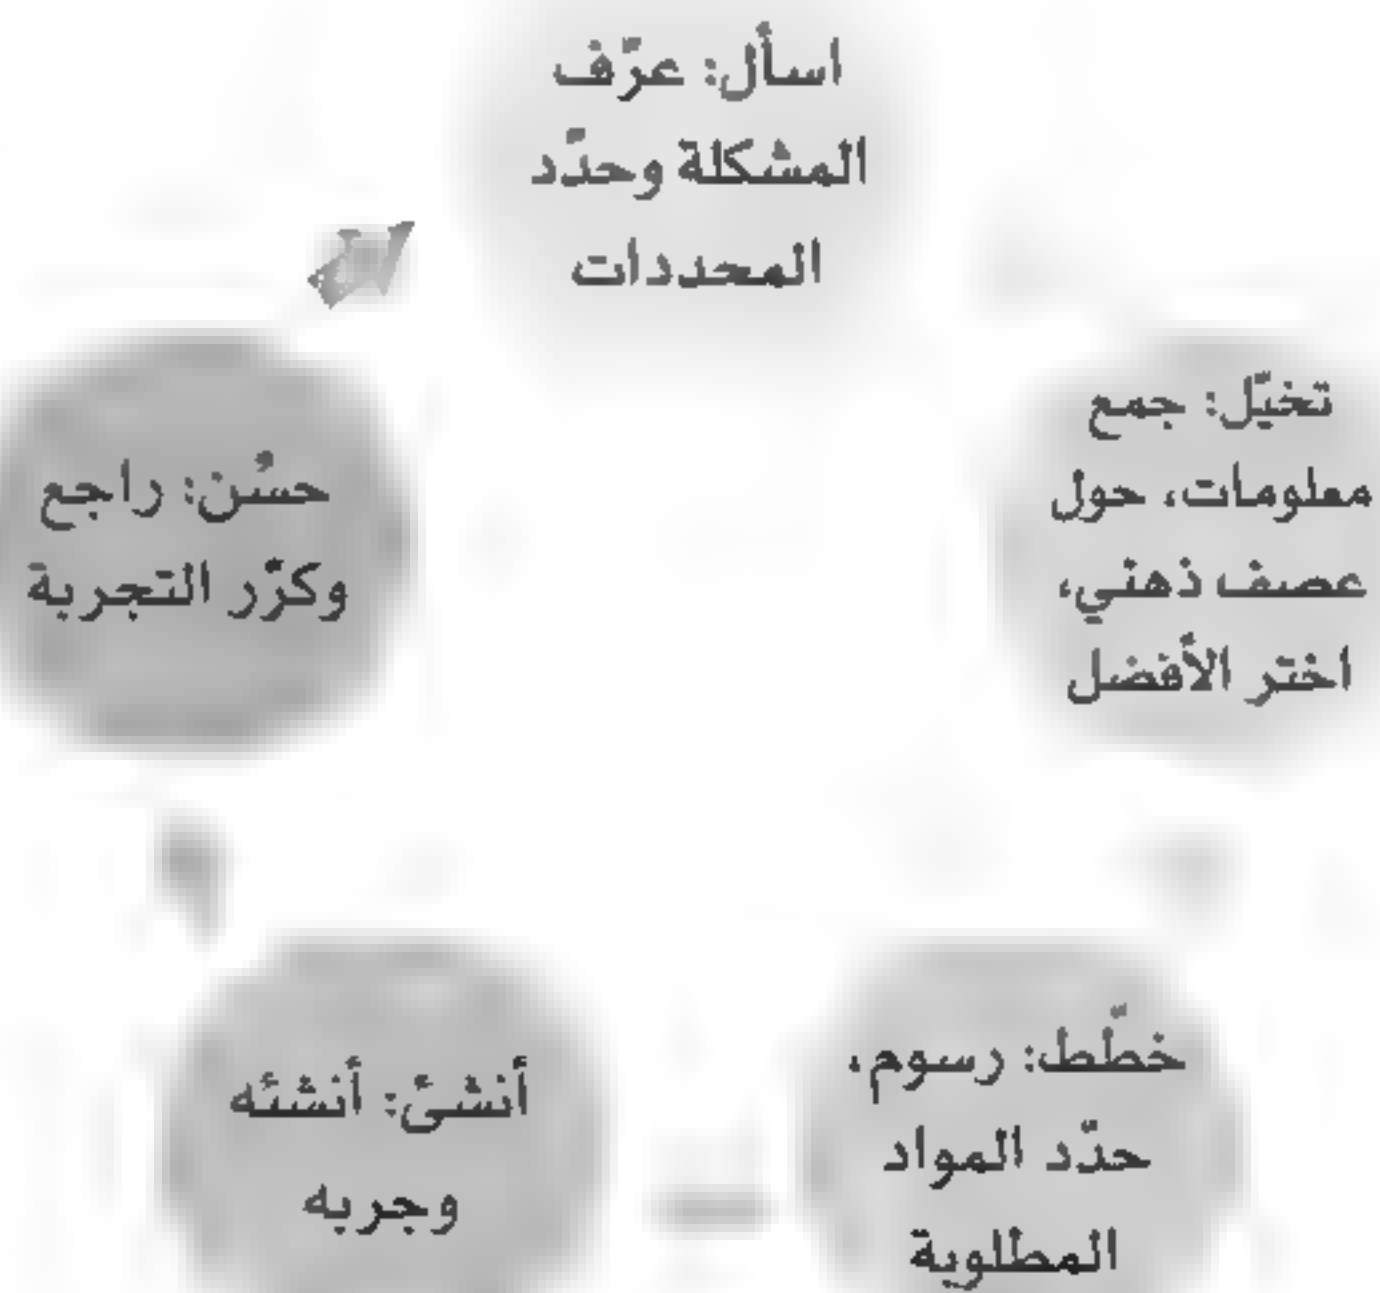 اسأل: عرّف
المشكلة وحدّد
المحددات
تخيّل: جمع
معلومات، حول
عصف ذهني،
اختر الأفضل
خطّط: رسوم،
حدّد المواد
المطلوبة
أنشئ: أنشئه
وجربه
حسّن: راجع
وكرّر التجربة